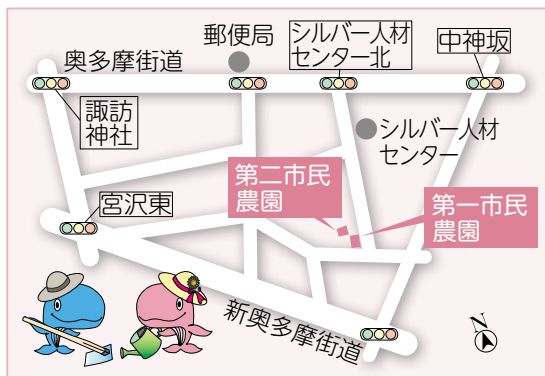 郵便局
シルバー人材
センター北
中神坂
奥多摩街道
諏訪
神社
シルバー人材
センター
第二市民
農園
第一市民
農園
宮沢東
新奥多摩街道
N